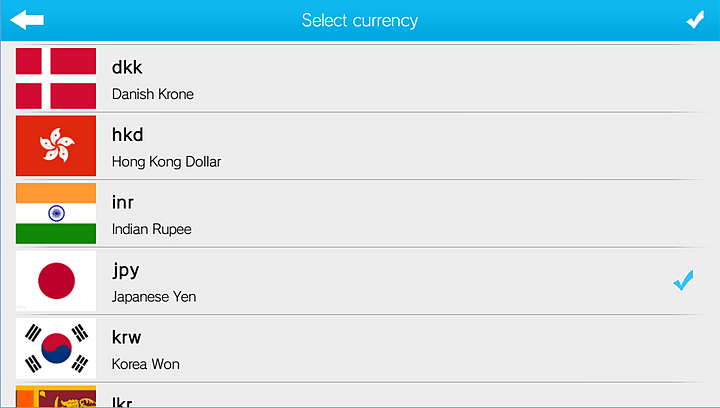 Select currency
dkk
Danish Krone
hkd
Hong Kong Dollar
inr
Indian Rupee
jpy
Japanese Yen
krw
Korea Won
lkr